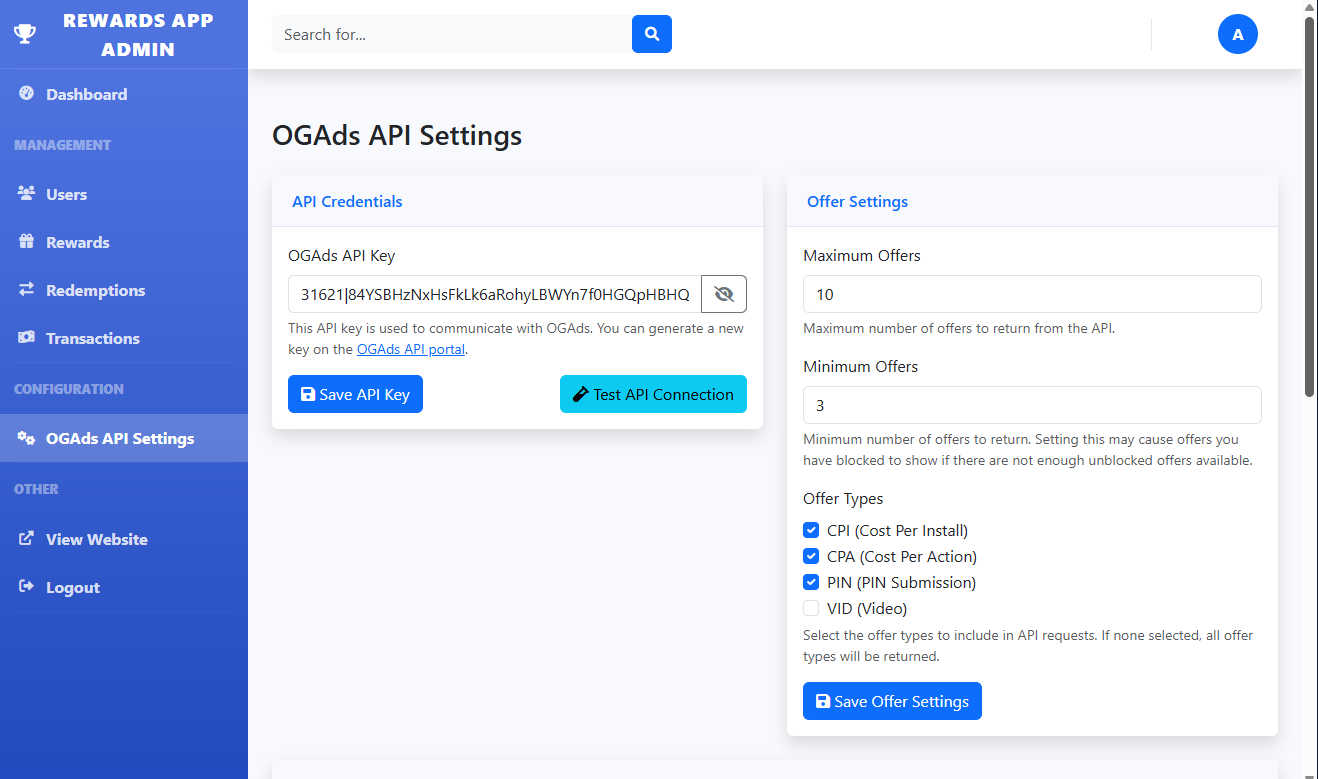 REWARDS APP
ADMIN
Search for...
A
Dashboard
MANAGEMENT
Users
Rewards
Redemptions
Transactions
CONFIGURATION
OGAds API Settings
OTHER
View Website
Logout
OGAds API Settings
API Credentials
OGAds API Key
31621|84YSBHzNxHsFkLk6aRohyLBWYn7f0HGQpHBHQ
This API key is used to communicate with OGAds. You can generate a new
key on the OGAds API portal.
Save API Key
Test API Connection
Offer Settings
Maximum Offers
10
Maximum number of offers to return from the API.
Minimum Offers
3
Minimum number of offers to return. Setting this may cause offers you
have blocked to show if there are not enough unblocked offers available.
Offer Types
CPI (Cost Per Install)
CPA (Cost Per Action)
PIN (PIN Submission)
VID (Video)
Select the offer types to include in API requests. If none selected, all offer
types will be returned.
Save Offer Settings